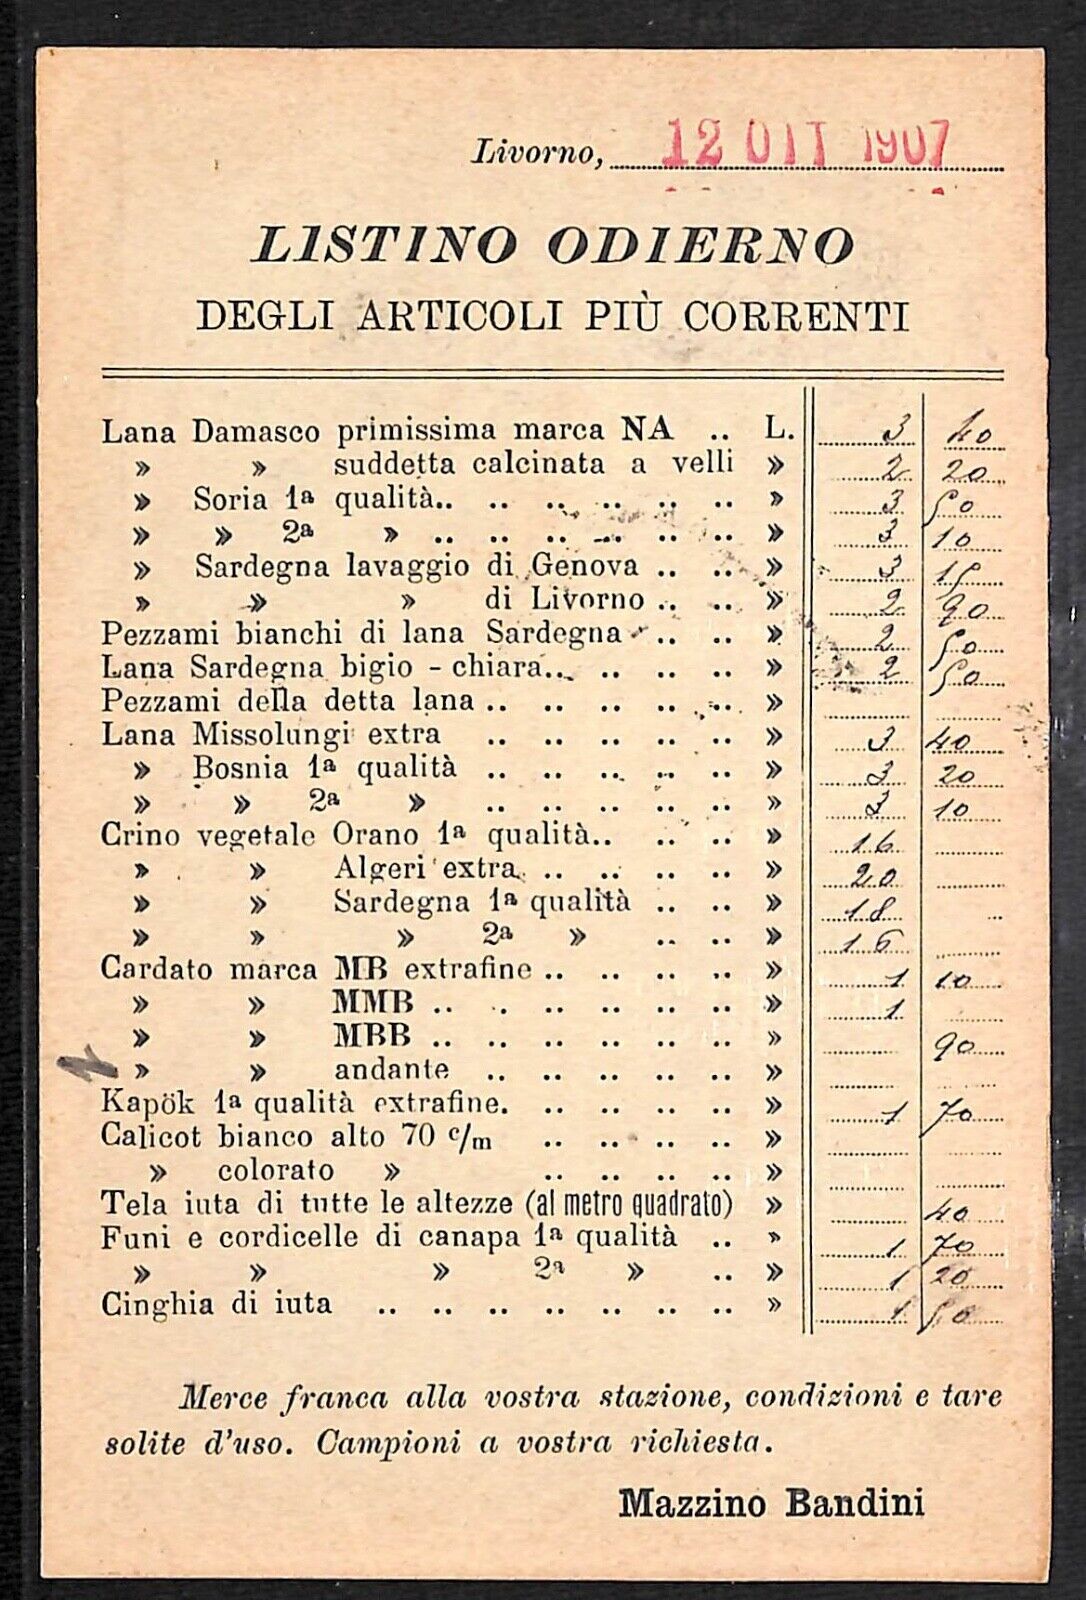 Livorno, 12 OTT 1907
LISTINO ODIERNO
DEGLI ARTICOLI PIÙ CORRENTI
Lana Damasco primissima marca NA .. L. 3 40
» » suddetta calcinata a velli » 2 20
» Soria 1ª qualità.. .. .. .. .. .. » 3 50
» » 2ª » .. .. .. .. .. .. » 3 10
» Sardegna lavaggio di Genova .. .. » 3 15
» » » di Livorno .. .. » 2 90
Pezzami bianchi di lana Sardegna .. .. » 2 50
Lana Sardegna bigio - chiara.. .. .. .. » 2 50
Pezzami della detta lana .. .. .. .. .. »
Lana Missolungi extra .. .. .. .. .. » 3 40
» Bosnia 1ª qualità .. .. .. .. .. » 3 20
» » 2ª » .. .. .. .. .. » 3 10
Crino vegetale Orano 1ª qualità.. .. .. » 16
» » Algeri extra. .. .. .. .. » 20
» » Sardegna 1ª qualità .. .. » 18
» » » 2ª » .. .. » 16
Cardato marca MB extrafine .. .. .. .. » 1 10
» » MMB .. .. .. .. .. .. » 1
» » MBB .. .. .. .. .. .. » 90
» » andante .. .. .. .. .. »
Kapök 1ª qualità extrafine. .. .. .. .. » 1 70
Calicot bianco alto 70 c/m .. .. .. .. »
» colorato » .. .. .. .. »
Tela iuta di tutte le altezze (al metro quadrato) » 40
Funi e cordicelle di canapa 1ª qualità .. » 1 70
» » » 2ª » .. » 1 20
Cinghia di iuta .. .. .. .. .. .. .. » 1 50
Merce franca alla vostra stazione, condizioni e tare
solite d'uso. Campioni a vostra richiesta.
Mazzino Bandini